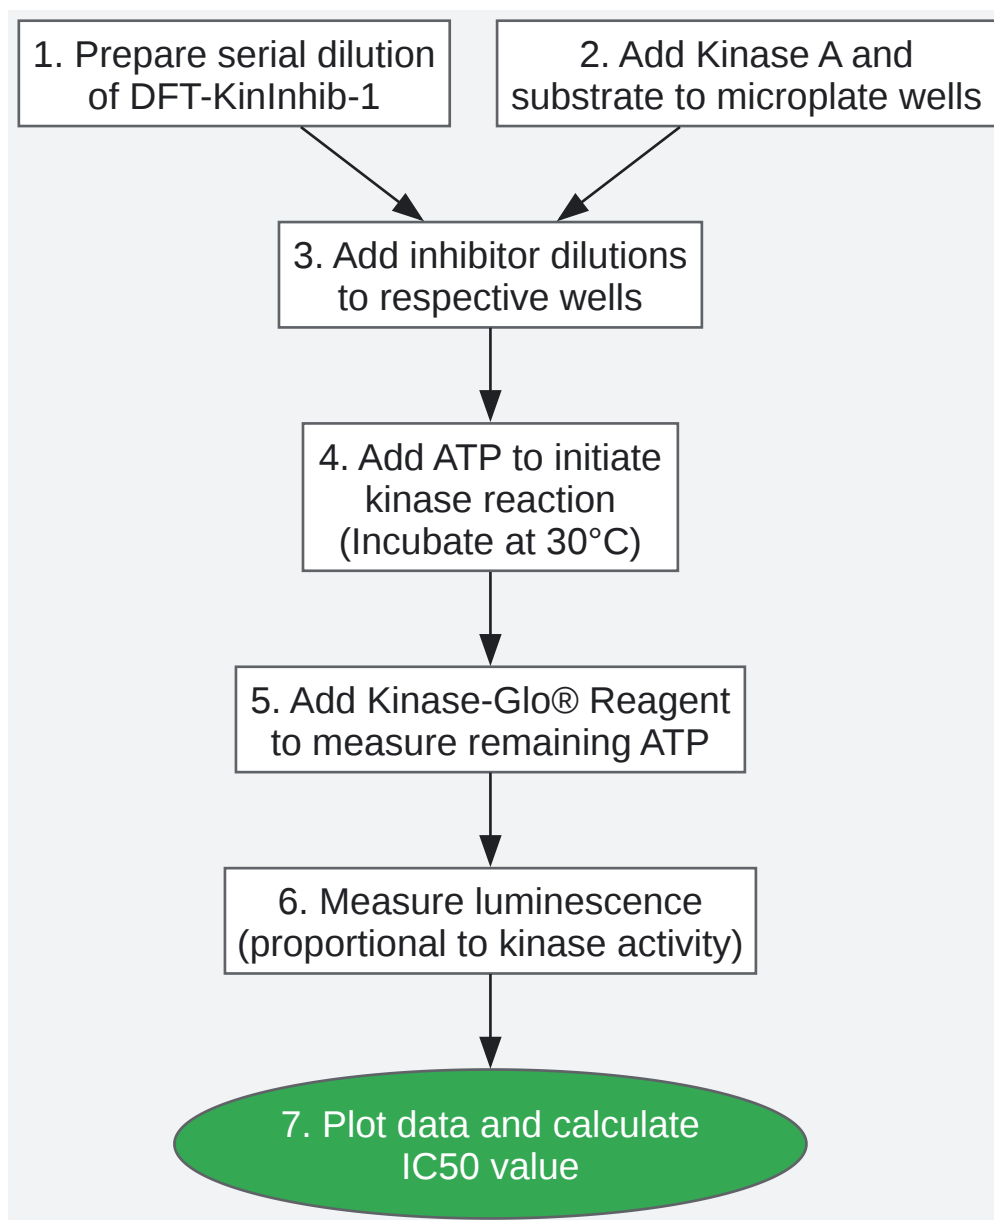 1. Prepare serial dilution
of DFT-KinInhib-1
2. Add Kinase A and
substrate to microplate wells
3. Add inhibitor dilutions
to respective wells
4. Add ATP to initiate
kinase reaction
(Incubate at 30°C)
5. Add Kinase-Glo® Reagent
to measure remaining ATP
6. Measure luminescence
(proportional to kinase activity)
7. Plot data and calculate
IC50 value